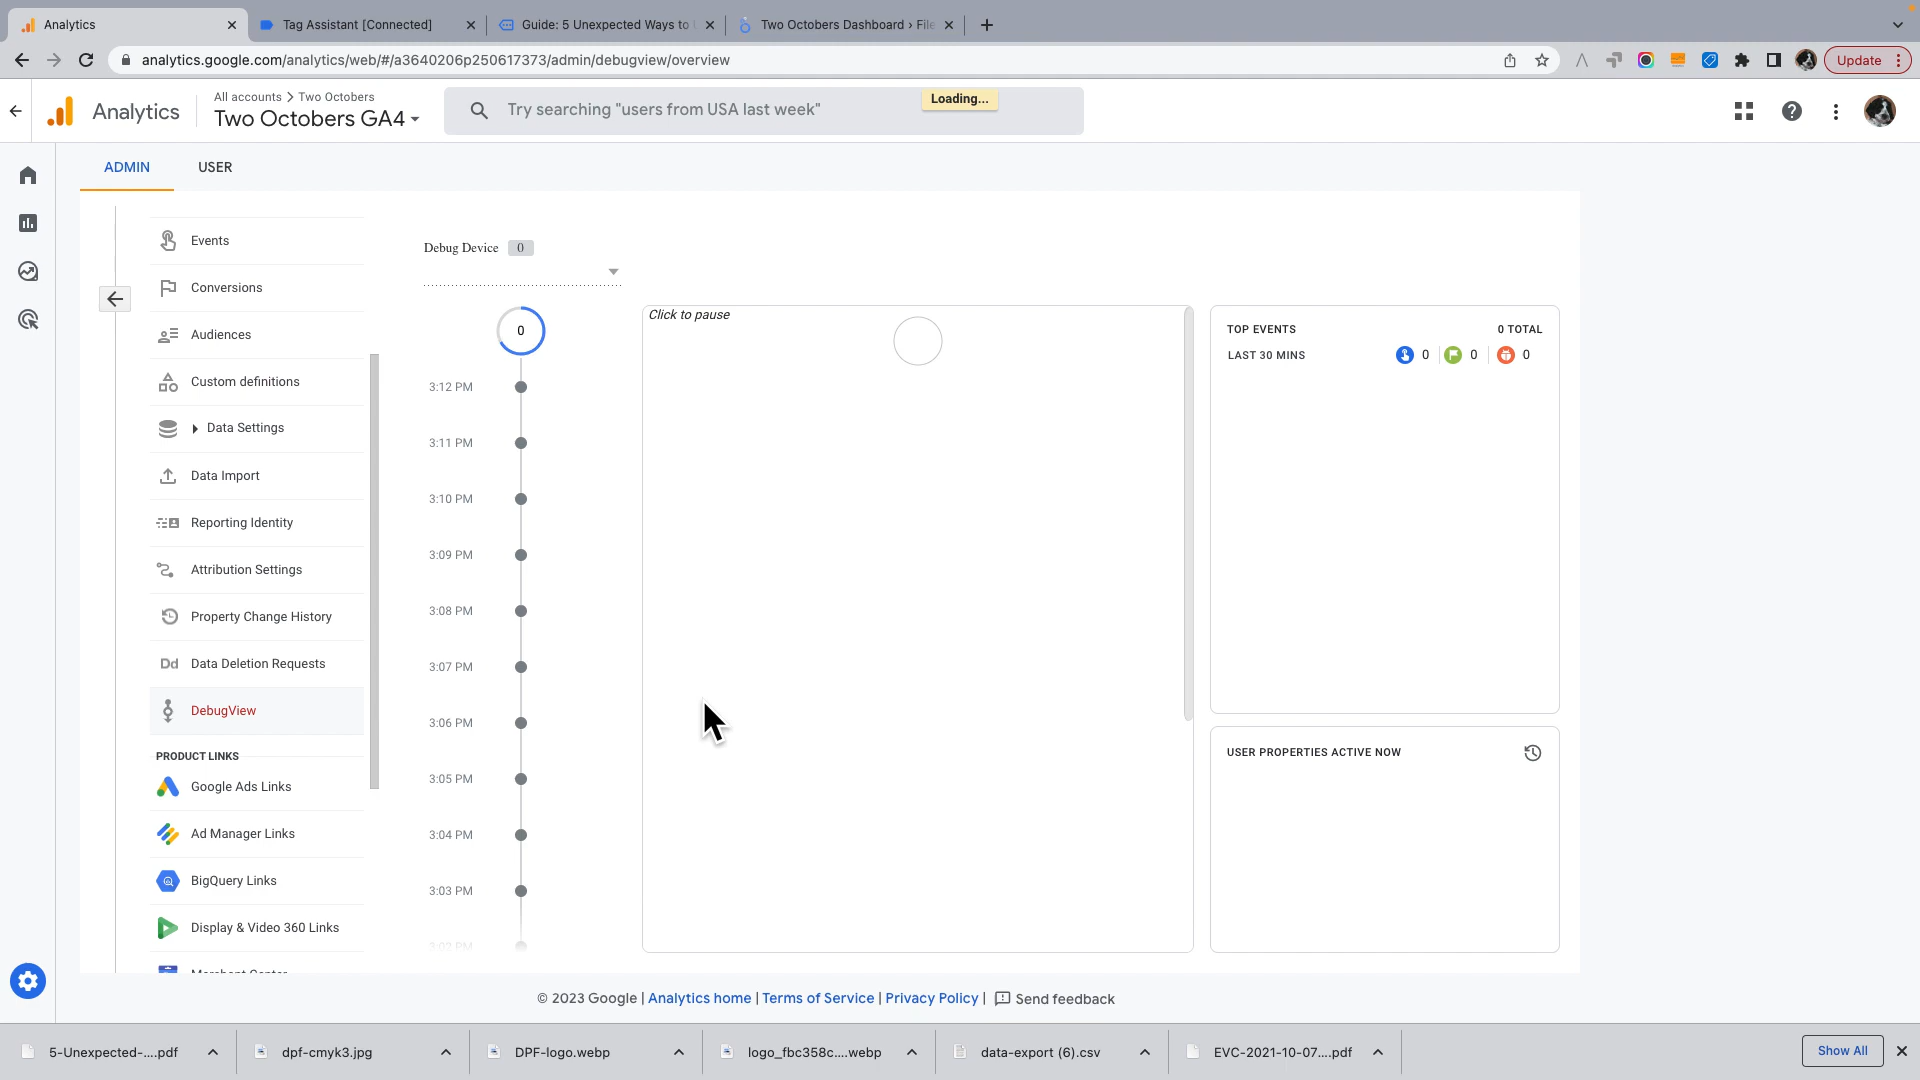 Analytics
Tag Assistant [Connected]
Guide: 5 Unexpected Ways to
Two Octobers Dashboard › File
analytics.google.com/analytics/web/#/a3640206p250617373/admin/debugview/overview
Update
Analytics
All accounts > Two Octobers
Two Octobers GA4
Try searching "users from USA last week"
Loading...
ADMIN
USER
Events
Conversions
Audiences
Custom definitions
Data Settings
Data Import
Reporting Identity
Attribution Settings
Property Change History
Dd Data Deletion Requests
DebugView
PRODUCT LINKS
Google Ads Links
Ad Manager Links
BigQuery Links
Display & Video 360 Links
Debug Device 0
0
3:12 PM
3:11 PM
3:10 PM
3:09 PM
3:08 PM
3:07 PM
3:06 PM
3:05 PM
3:04 PM
3:03 PM
3:02 PM
Click to pause
TOP EVENTS 0 TOTAL
LAST 30 MINS 0 0 0
USER PROPERTIES ACTIVE NOW
© 2023 Google | Analytics home | Terms of Service | Privacy Policy | Send feedback
5-Unexpected-....pdf
dpf-cmyk3.jpg
DPF-logo.webp
logo_fbc358c....webp
data-export (6).csv
EVC-2021-10-07....pdf
Show All